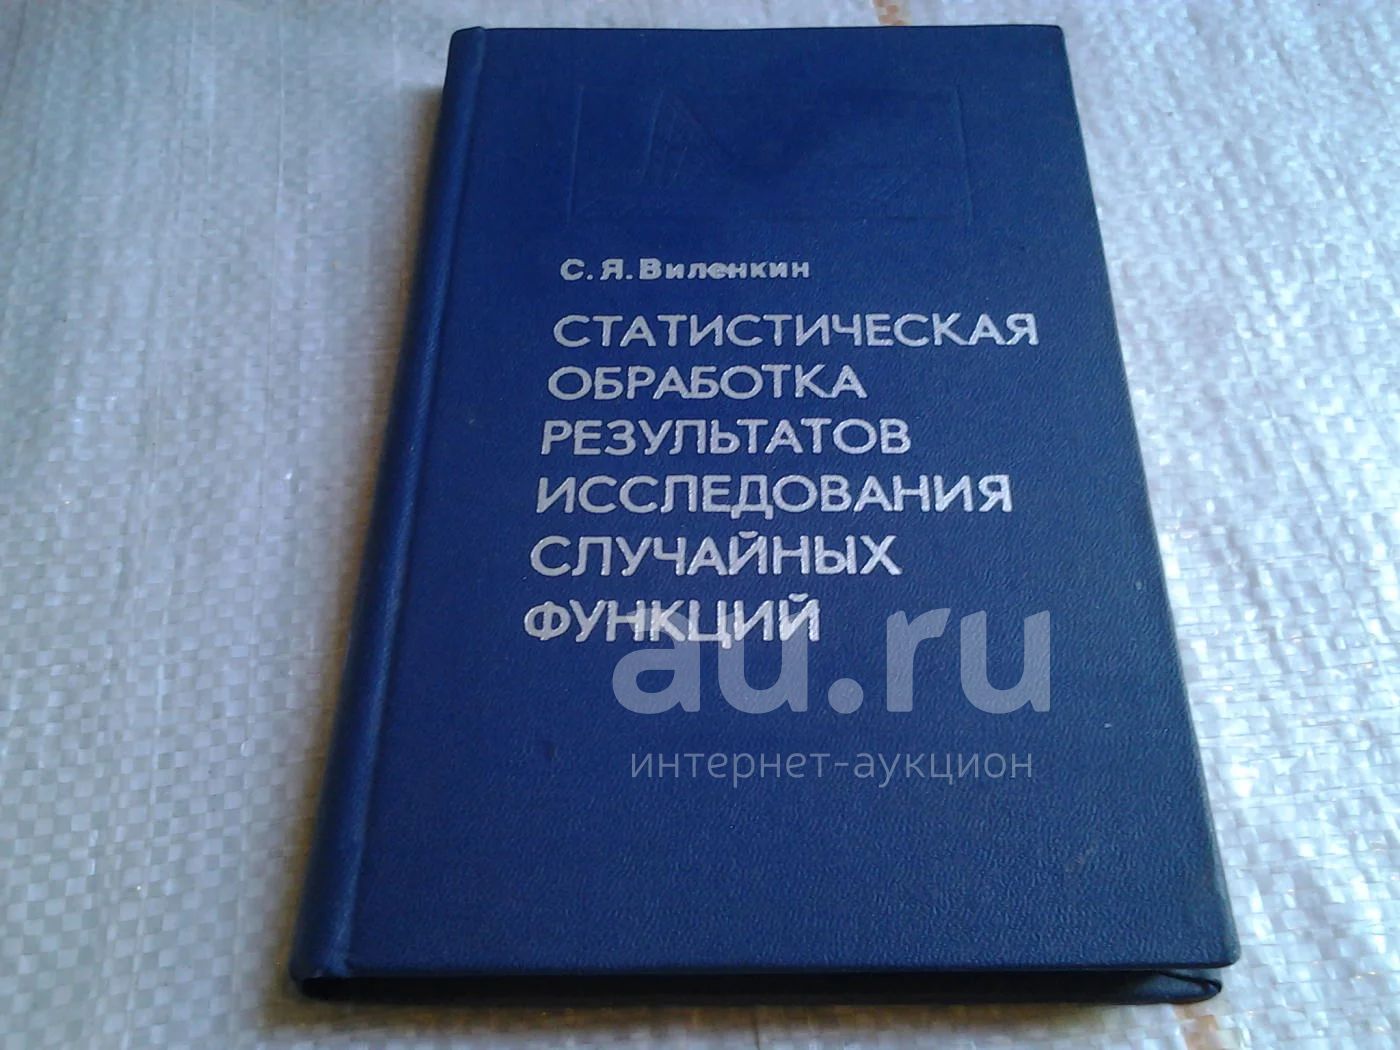 С. Я. Виленкин
СТАТИСТИЧЕСКАЯ
ОБРАБОТКА
РЕЗУЛЬТАТОВ
ИССЛЕДОВАНИЯ
СЛУЧАЙНЫХ
ФУНКЦИЙ
au.ru
интернет-аукцион